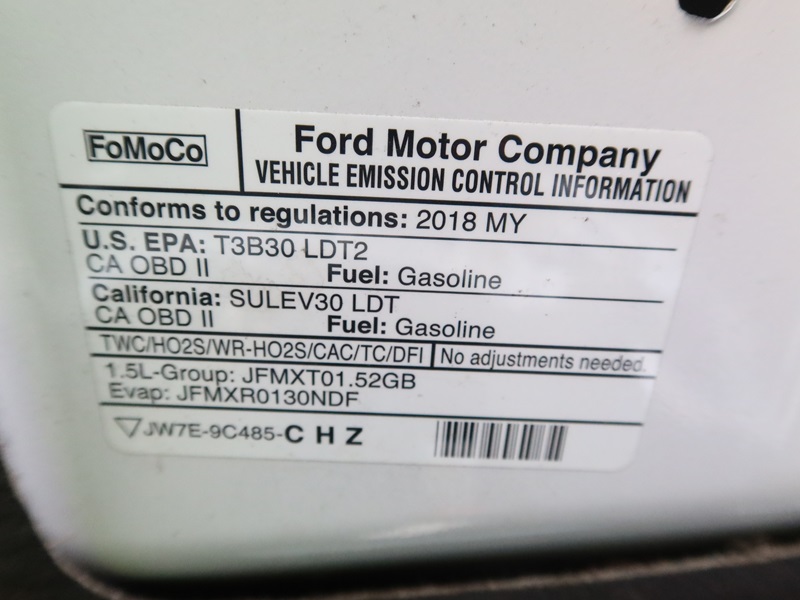 FoMoCo
Ford Motor Company
VEHICLE EMISSION CONTROL INFORMATION
Conforms to regulations: 2018 MY
U.S. EPA: T3B30 LDT2
CA OBD II Fuel: Gasoline
California: SULEV30 LDT
CA OBD II Fuel: Gasoline
TWC/HO2S/WR-HO2S/CAC/TC/DFI No adjustments needed.
1.5L-Group: JFMXT01.52GB
Evap: JFMXR0130NDF
JW7E-9C485-C H Z